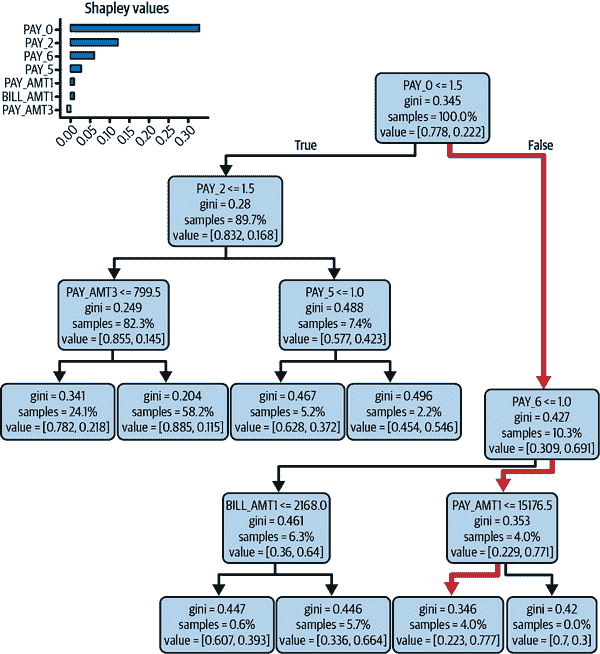 Shapley values
PAY_0
PAY_2
PAY_6
PAY_5
PAY_AMT1
BILL_AMT1
PAY_AMT3
0.00
0.05
0.10
0.15
0.20
0.25
0.30
PAY_0 <= 1.5
gini = 0.345
samples = 100.0%
value = [0.778, 0.222]
True
False
PAY_2 <= 1.5
gini = 0.28
samples = 89.7%
value = [0.832, 0.168]
PAY_AMT3 <= 799.5
gini = 0.249
samples = 82.3%
value = [0.855, 0.145]
PAY_5 <= 1.0
gini = 0.488
samples = 7.4%
value = [0.577, 0.423]
gini = 0.341
samples = 24.1%
value = [0.782, 0.218]
gini = 0.204
samples = 58.2%
value = [0.885, 0.115]
gini = 0.467
samples = 5.2%
value = [0.628, 0.372]
gini = 0.496
samples = 2.2%
value = [0.454, 0.546]
PAY_6 <= 1.0
gini = 0.427
samples = 10.3%
value = [0.309, 0.691]
BILL_AMT1 <= 2168.0
gini = 0.461
samples = 6.3%
value = [0.36, 0.64]
PAY_AMT1 <= 15176.5
gini = 0.353
samples = 4.0%
value = [0.229, 0.771]
gini = 0.447
samples = 0.6%
value = [0.607, 0.393]
gini = 0.446
samples = 5.7%
value = [0.336, 0.664]
gini = 0.346
samples = 4.0%
value = [0.223, 0.777]
gini = 0.42
samples = 0.0%
value = [0.7, 0.3]